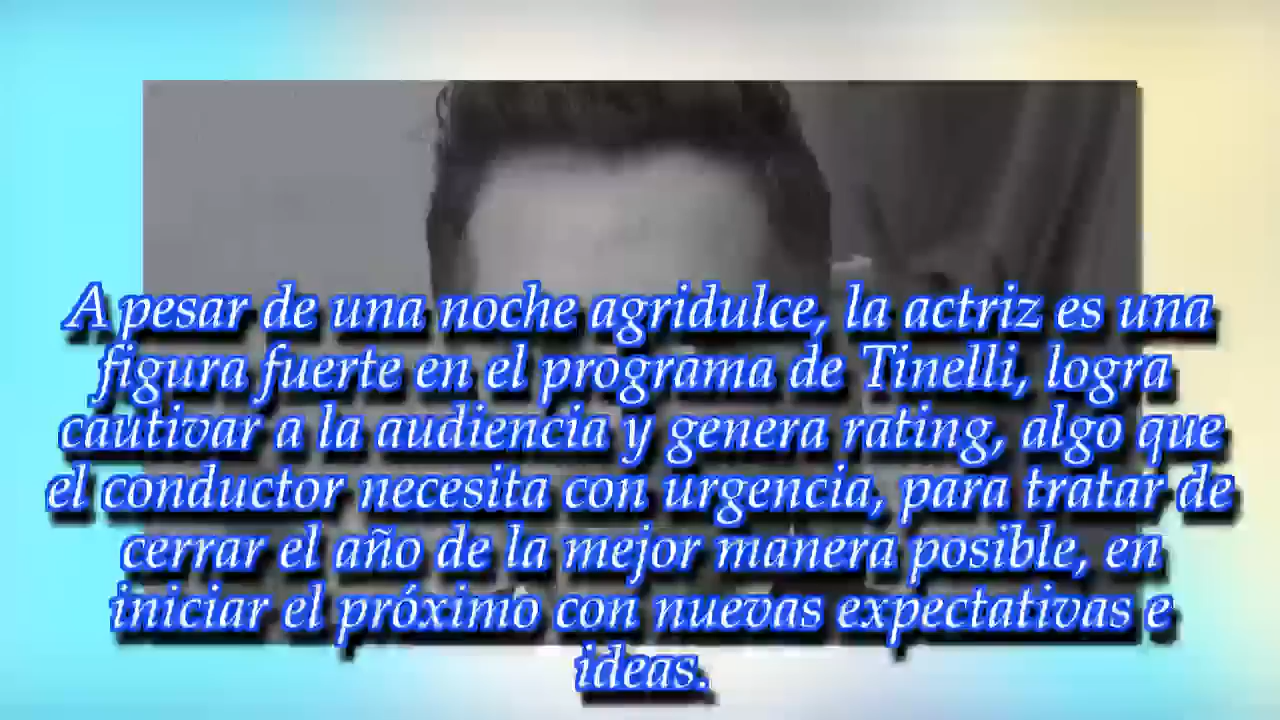 A pesar de una noche agridulce, la actriz es una
figura fuerte en el programa de Tinelli, logra
cautivar a la audiencia y genera rating, algo que
el conductor necesita con urgencia, para tratar de
cerrar el año de la mejor manera posible, en
iniciar el próximo con nuevas expectativas e
ideas.